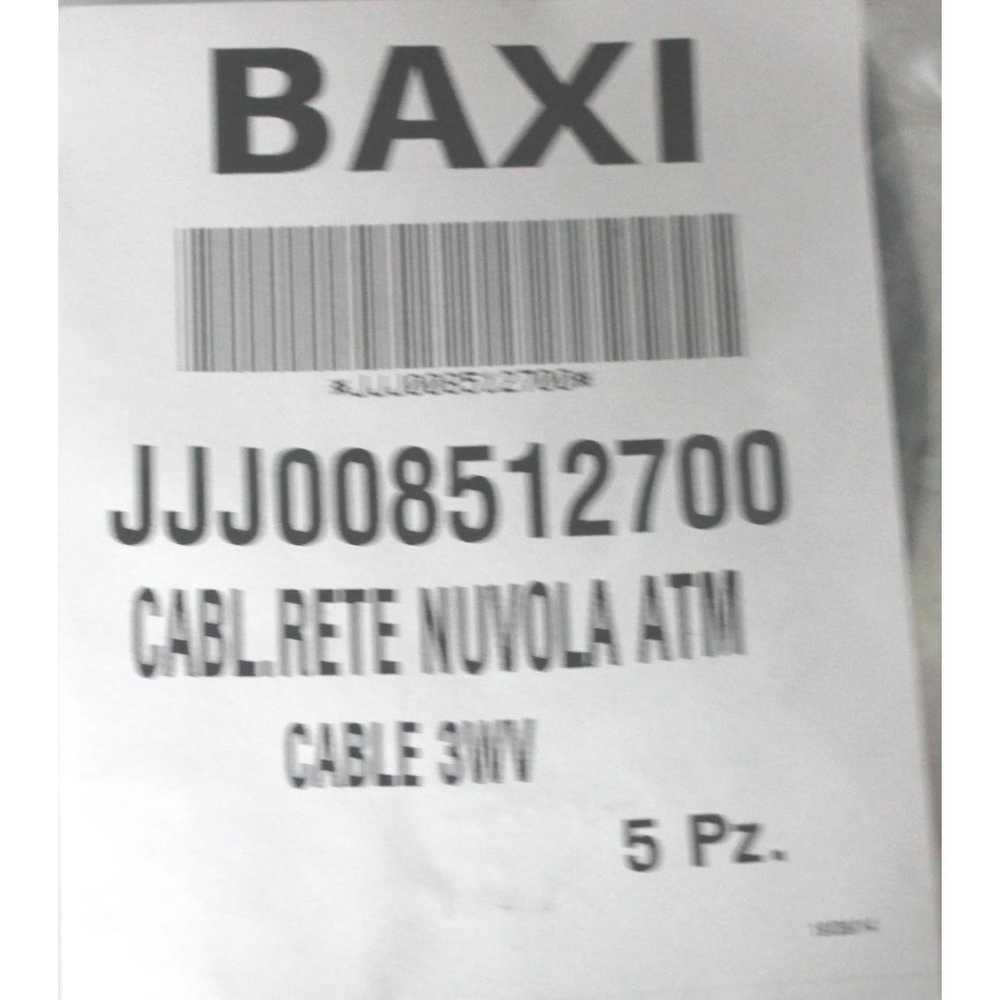 BAXI
*JJJ008512700*
JJJ008512700
CABL.RETE NUVOLA ATM
CABLE 3WV
5 Pz.